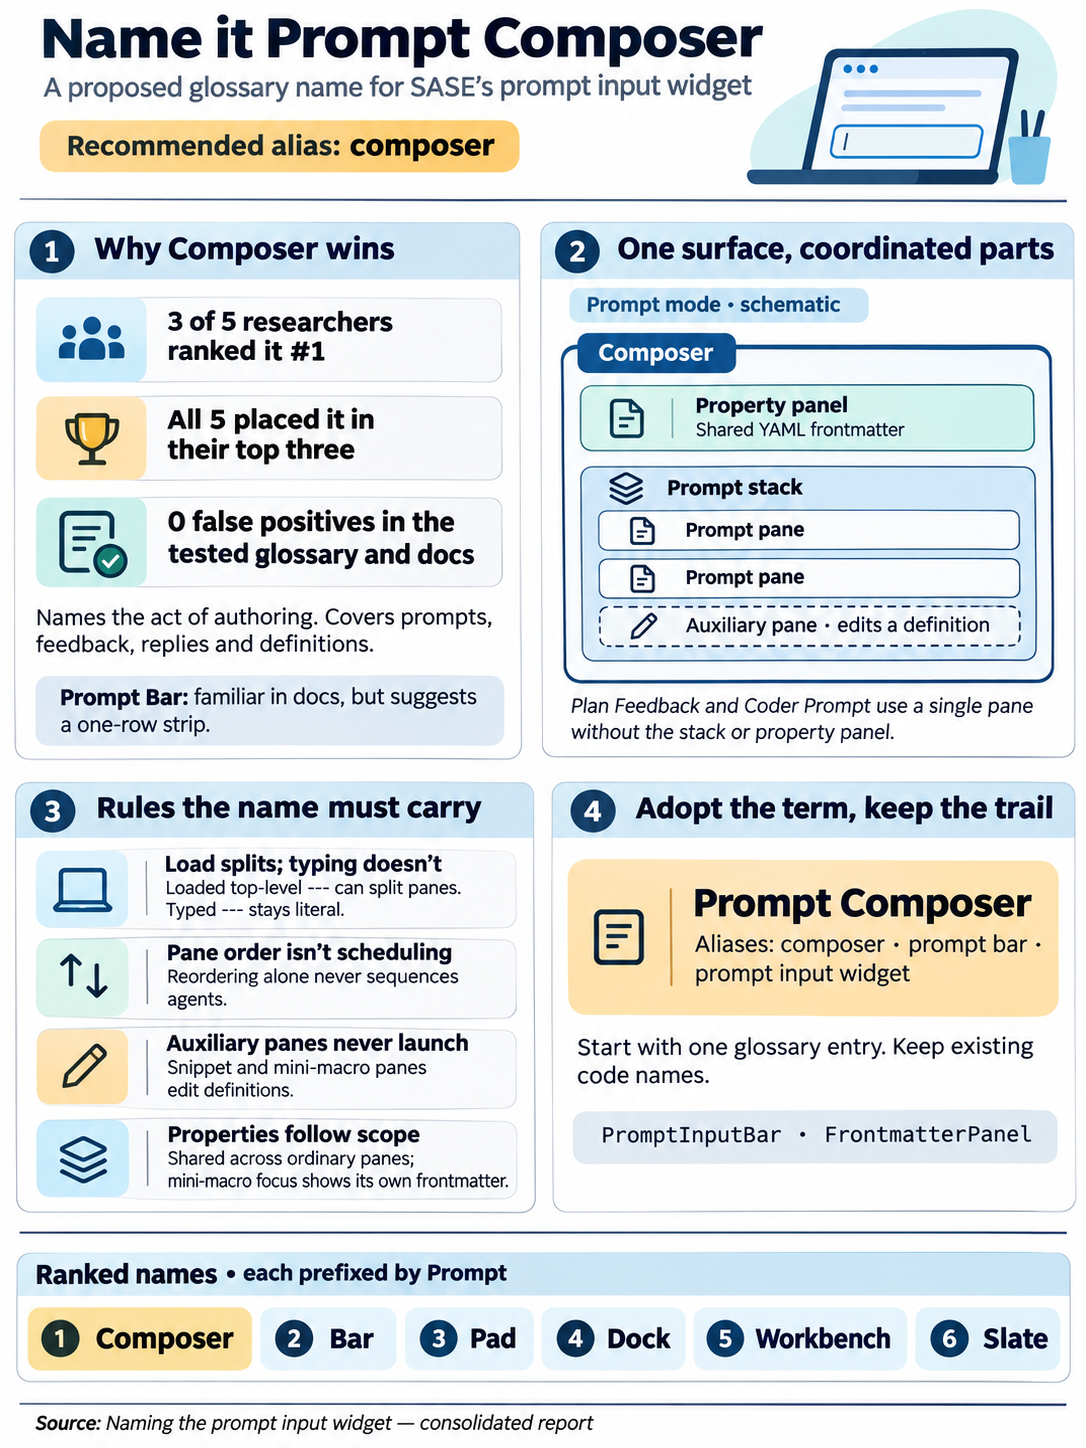 Name it Prompt Composer
A proposed glossary name for SASE's prompt input widget
Recommended alias: composer
1 Why Composer wins
3 of 5 researchers
ranked it #1
All 5 placed it in
their top three
0 false positives in the
tested glossary and docs
Names the act of authoring. Covers prompts,
feedback, replies and definitions.
Prompt Bar: familiar in docs, but suggests
a one-row strip.
2 One surface, coordinated parts
Prompt mode • schematic
Composer
Property panel
Shared YAML frontmatter
Prompt stack
Prompt pane
Prompt pane
Auxiliary pane • edits a definition
Plan Feedback and Coder Prompt use a single pane
without the stack or property panel.
3 Rules the name must carry
Load splits; typing doesn't
Loaded top-level --- can split panes.
Typed --- stays literal.
Pane order isn't scheduling
Reordering alone never sequences
agents.
Auxiliary panes never launch
Snippet and mini-macro panes
edit definitions.
Properties follow scope
Shared across ordinary panes;
mini-macro focus shows its own frontmatter.
4 Adopt the term, keep the trail
Prompt Composer
Aliases: composer • prompt bar •
prompt input widget
Start with one glossary entry. Keep existing
code names.
PromptInputBar • FrontmatterPanel
Ranked names • each prefixed by Prompt
1 Composer 2 Bar 3 Pad 4 Dock 5 Workbench 6 Slate
Source: Naming the prompt input widget — consolidated report